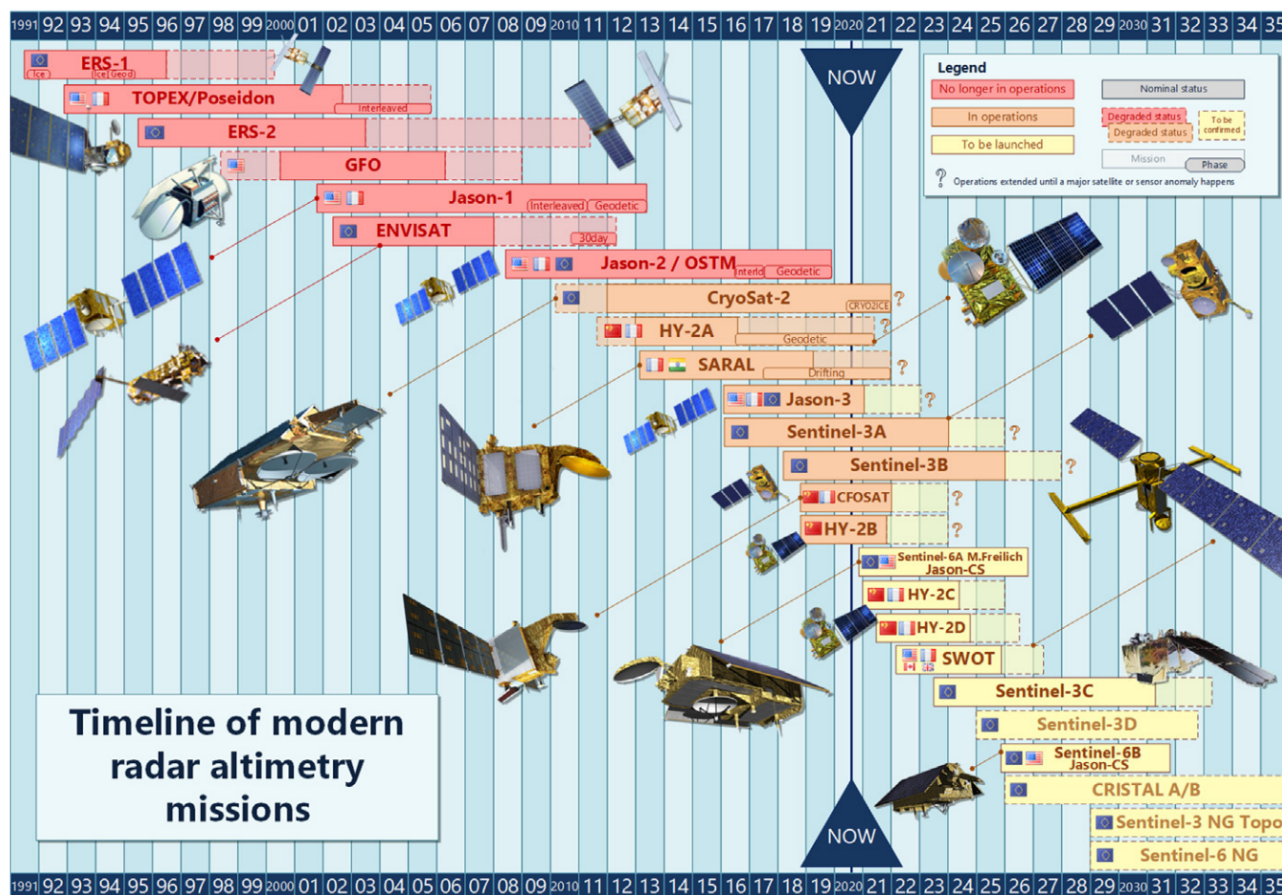 1991 92 93 94 95 96 97 98 99 2000 01 02 03 04 05 06 07 08 09 2010 11 12 13 14 15 16 17 18 19 2020 21 22 23 24 25 26 27 28 29 2030 31 32 33 34 35
NOW
Legend
No longer in operations
Nominal status
In operations
Degraded status
Degraded status
To be confirmed
To be launched
Mission
Phase
? Operations extended until a major satellite or sensor anomaly happens
ERS-1
Ice
Ice
Geod
TOPEX/Poseidon
Interleaved
ERS-2
GFO
Jason-1
Interleaved
Geodetic
ENVISAT
30day
Jason-2 / OSTM
Interld
Geodetic
CryoSat-2
CRYO2ICE
?
HY-2A
Geodetic
?
SARAL
Drifting
?
Jason-3
?
Sentinel-3A
?
Sentinel-3B
?
CFOSAT
?
HY-2B
?
Sentinel-6A M.Freilich
Jason-CS
HY-2C
HY-2D
SWOT
Sentinel-3C
Sentinel-3D
Sentinel-6B
Jason-CS
CRISTAL A/B
Sentinel-3 NG Topo
Sentinel-6 NG
Timeline of modern
radar altimetry
missions
NOW
1991 92 93 94 95 96 97 98 99 2000 01 02 03 04 05 06 07 08 09 2010 11 12 13 14 15 16 17 18 19 2020 21 22 23 24 25 26 27 28 29 2030 31 32 33 34 35